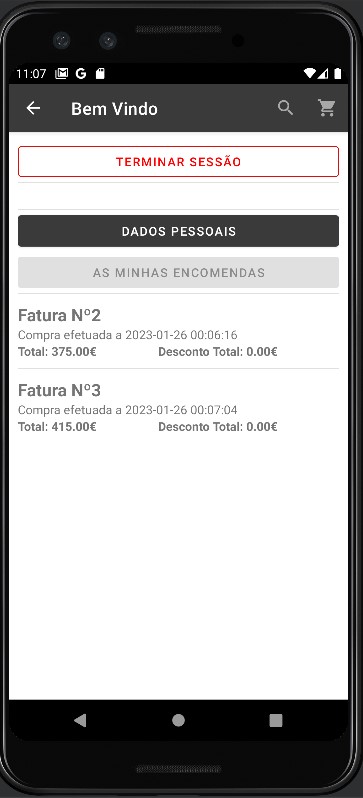 11:07
Bem Vindo
TERMINAR SESSÃO
DADOS PESSOAIS
AS MINHAS ENCOMENDAS
Fatura Nº2
Compra efetuada a 2023-01-26 00:06:16
Total: 375.00€ Desconto Total: 0.00€
Fatura Nº3
Compra efetuada a 2023-01-26 00:07:04
Total: 415.00€ Desconto Total: 0.00€